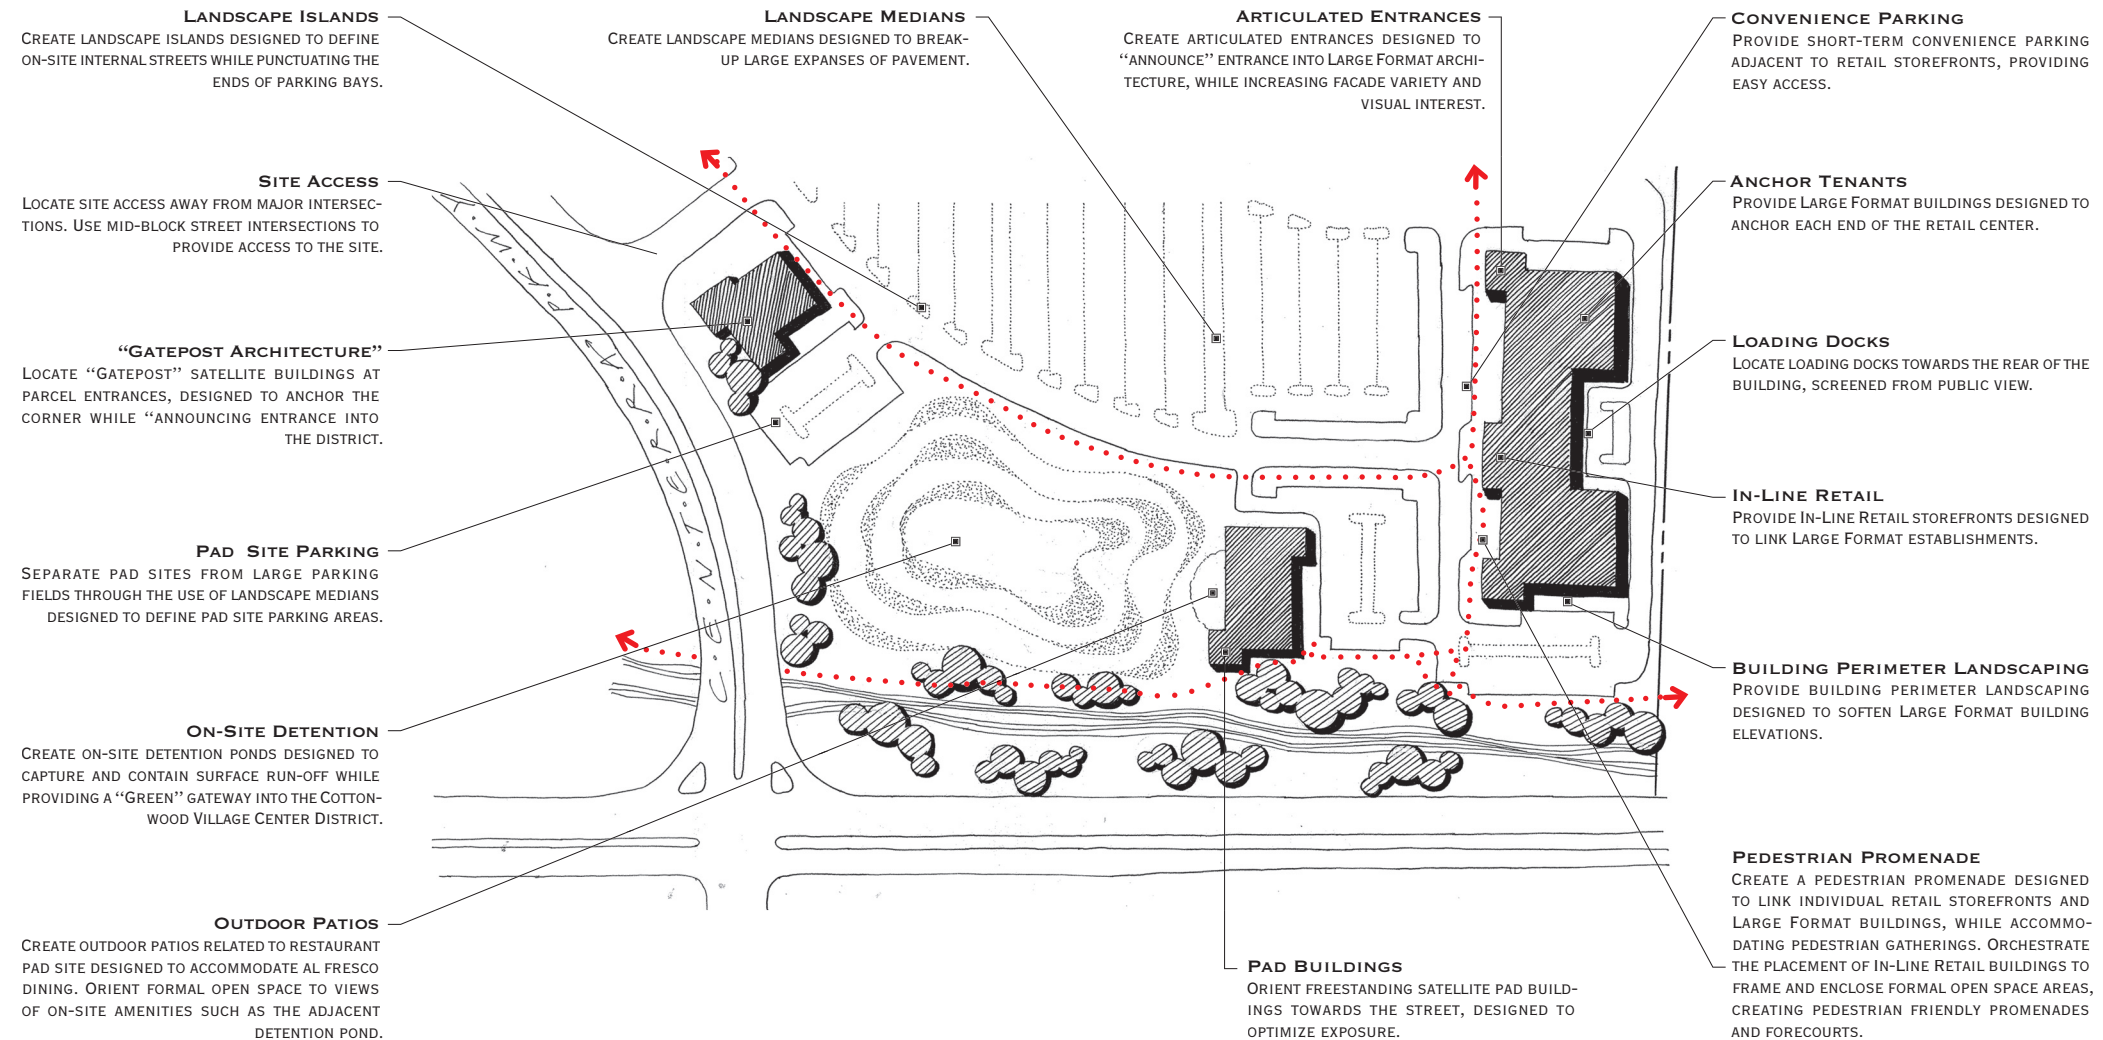 Landscape Islands
Create landscape islands designed to define
on-site internal streets while punctuating the
ends of parking bays.
Site Access
Locate site access away from major intersec-
tions. Use mid-block street intersections to
provide access to the site.
“Gatepost Architecture”
Locate “Gatepost” satellite buildings at
parcel entrances, designed to anchor the
corner while “announcing entrance into
the district.
Pad Site Parking
Separate pad sites from large parking
fields through the use of landscape medians
designed to define pad site parking areas.
On-Site Detention
Create on-site detention ponds designed to
capture and contain surface run-off while
providing a “Green” gateway into the Cotton-
wood Village Center District.
Outdoor Patios
Create outdoor patios related to restaurant
pad site designed to accommodate al fresco
dining. Orient formal open space to views
of on-site amenities such as the adjacent
detention pond.
Landscape Medians
Create landscape medians designed to break-
up large expanses of pavement.
Articulated Entrances
Create articulated entrances designed to
“announce” entrance into Large Format archi-
tecture, while increasing facade variety and
visual interest.
Pad Buildings
Orient freestanding satellite pad build-
ings towards the street, designed to
optimize exposure.
Convenience Parking
Provide short-term convenience parking
adjacent to retail storefronts, providing
easy access.
Anchor Tenants
Provide Large Format buildings designed to
anchor each end of the retail center.
Loading Docks
Locate loading docks towards the rear of the
building, screened from public view.
In-Line Retail
Provide In-Line Retail storefronts designed
to link Large Format establishments.
Building Perimeter Landscaping
Provide building perimeter landscaping
designed to soften Large Format building
elevations.
Pedestrian Promenade
Create a pedestrian promenade designed
to link individual retail storefronts and
Large Format buildings, while accommo-
dating pedestrian gatherings. Orchestrate
the placement of In-Line Retail buildings to
frame and enclose formal open space areas,
creating pedestrian friendly promenades
and forecourts.